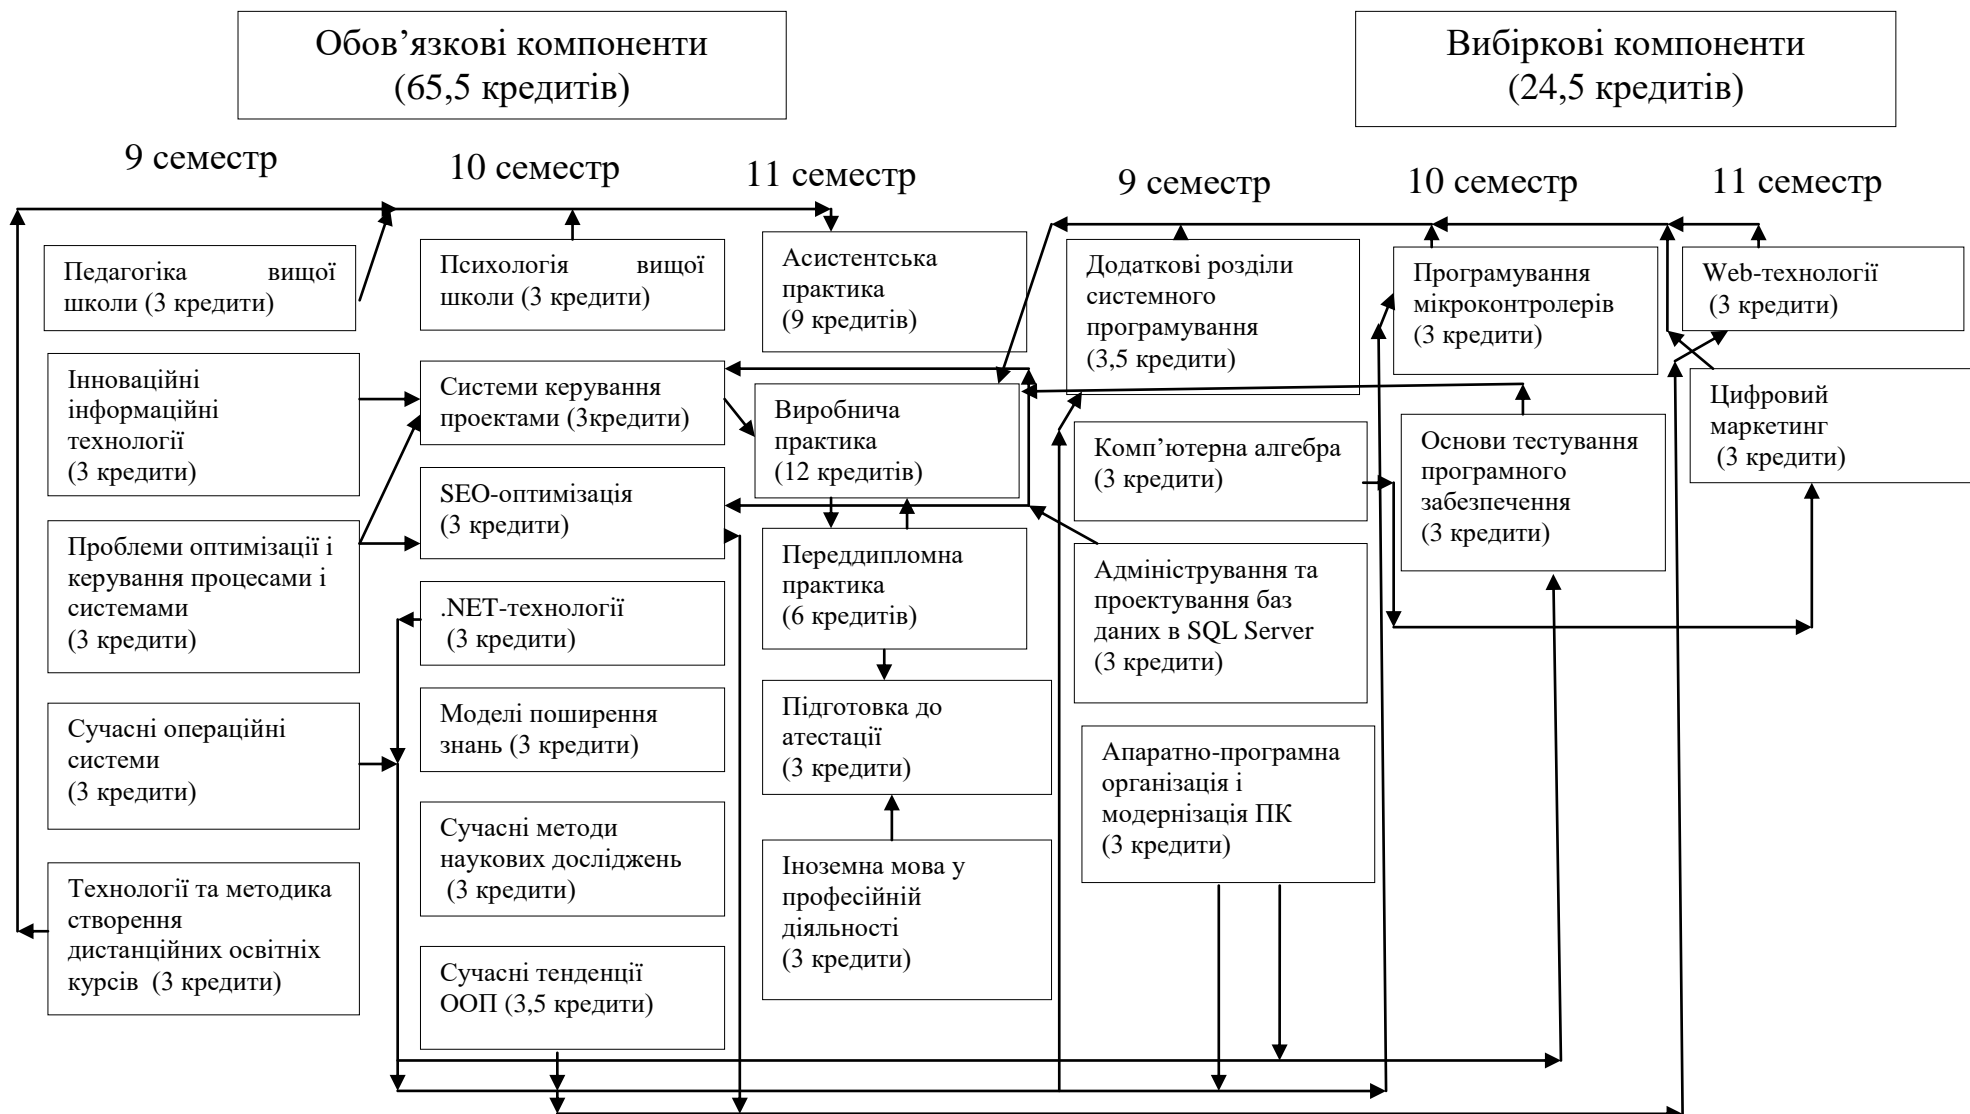 Обов’язкові компоненти
(65,5 кредитів)
Вибіркові компоненти
(24,5 кредитів)
9 семестр
10 семестр
11 семестр
9 семестр
10 семестр
11 семестр
Педагогіка вищої
школи (3 кредити)
Інноваційні
інформаційні
технології
(3 кредити)
Проблеми оптимізації і
керування процесами і
системами
(3 кредити)
Сучасні операційні
системи
(3 кредити)
Технології та методика
створення
дистанційних освітніх
курсів (3 кредити)
Психологія вищої
школи (3 кредити)
Системи керування
проектами (3кредити)
SEO-оптимізація
(3 кредити)
.NET-технології
(3 кредити)
Моделі поширення
знань (3 кредити)
Сучасні методи
наукових досліджень
(3 кредити)
Сучасні тенденції
ООП (3,5 кредити)
Асистентська
практика
(9 кредитів)
Виробнича
практика
(12 кредитів)
Переддипломна
практика
(6 кредитів)
Підготовка до
атестації
(3 кредити)
Іноземна мова у
професійній
діяльності
(3 кредити)
Додаткові розділи
системного
програмування
(3,5 кредити)
Комп’ютерна алгебра
(3 кредити)
Адміністрування та
проектування баз
даних в SQL Server
(3 кредити)
Апаратно-програмна
організація і
модернізація ПК
(3 кредити)
Програмування
мікроконтролерів
(3 кредити)
Основи тестування
програмного
забезпечення
(3 кредити)
Web-технології
(3 кредити)
Цифровий
маркетинг
(3 кредити)